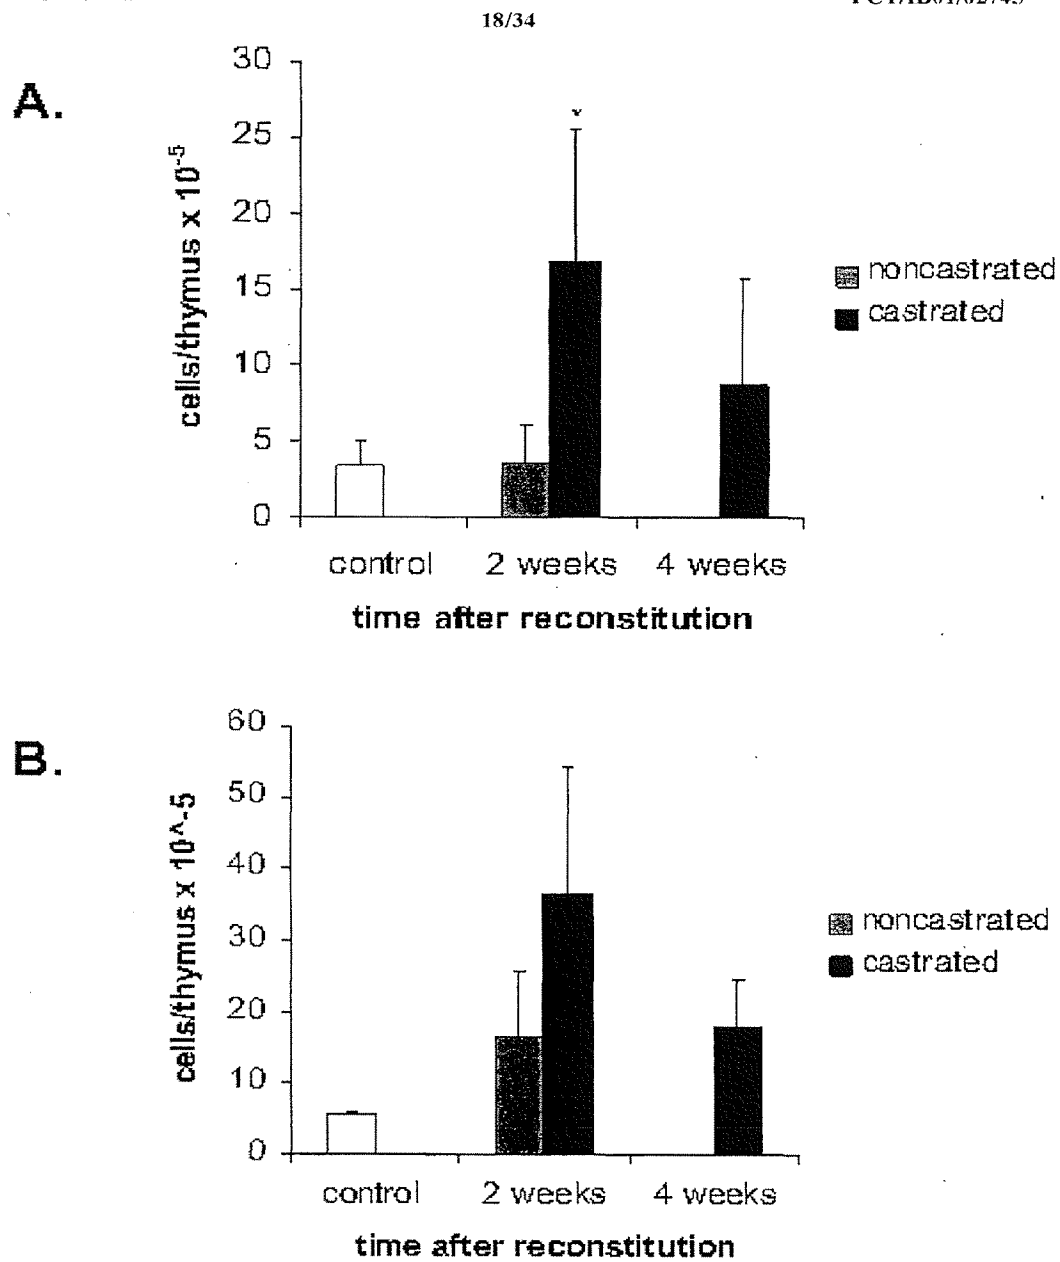 18/34
A.
30
25
20
15
10
5
0
cells/thymus x 10⁻⁵
noncastrated
castrated
control 2 weeks 4 weeks
time after reconstitution
B.
60
50
40
30
20
10
0
cells/thymus x 10^-5
noncastrated
castrated
control 2 weeks 4 weeks
time after reconstitution